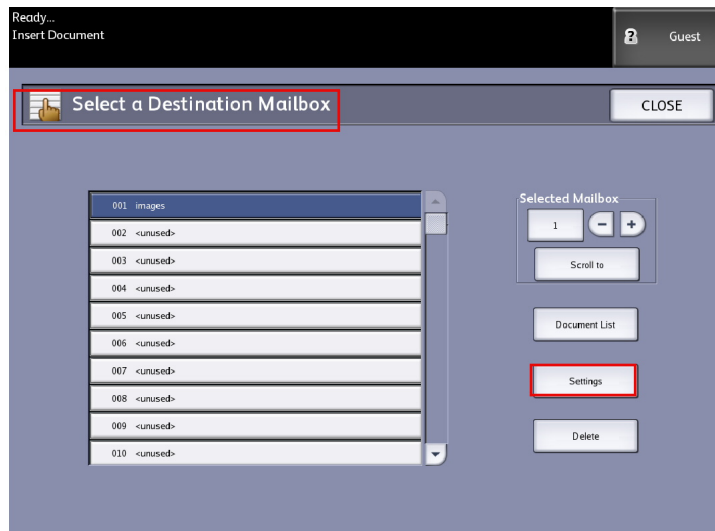 Ready...
Insert Document
Guest
Select a Destination Mailbox
CLOSE
001 images
002 <unused>
003 <unused>
004 <unused>
005 <unused>
006 <unused>
007 <unused>
008 <unused>
009 <unused>
010 <unused>
Selected Mailbox
1
Scroll to
Document List
Settings
Delete